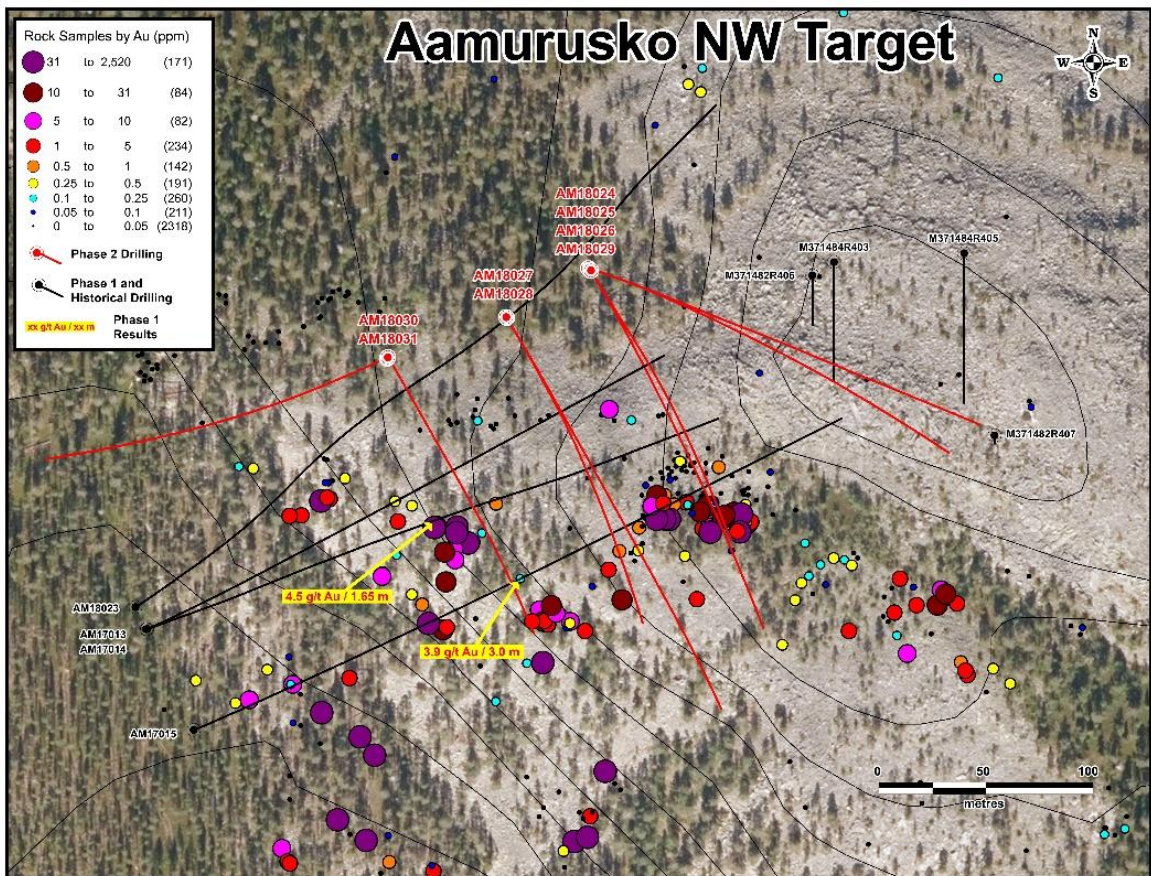 Aamurusko NW Target
Rock Samples by Au (ppm)
31 to 2,520 (171)
10 to 31 (84)
5 to 10 (82)
1 to 5 (234)
0.5 to 1 (142)
0.25 to 0.5 (191)
0.1 to 0.25 (260)
0.05 to 0.1 (211)
0 to 0.05 (2318)
Phase 2 Drilling
Phase 1 and
Historical Drilling
xx g/t Au / xx m
Phase 1
Results
N
W E
S
AM18024
AM18025
AM18026
AM18029
M371484R403
M371484R405
M371482R406
AM18027
AM18028
AM18030
AM18031
M371482R407
4.5 g/t Au / 1.65 m
AM18023
AM17013
AM17014
3.9 g/t Au / 3.0 m
AM17015
0 50 100
metres